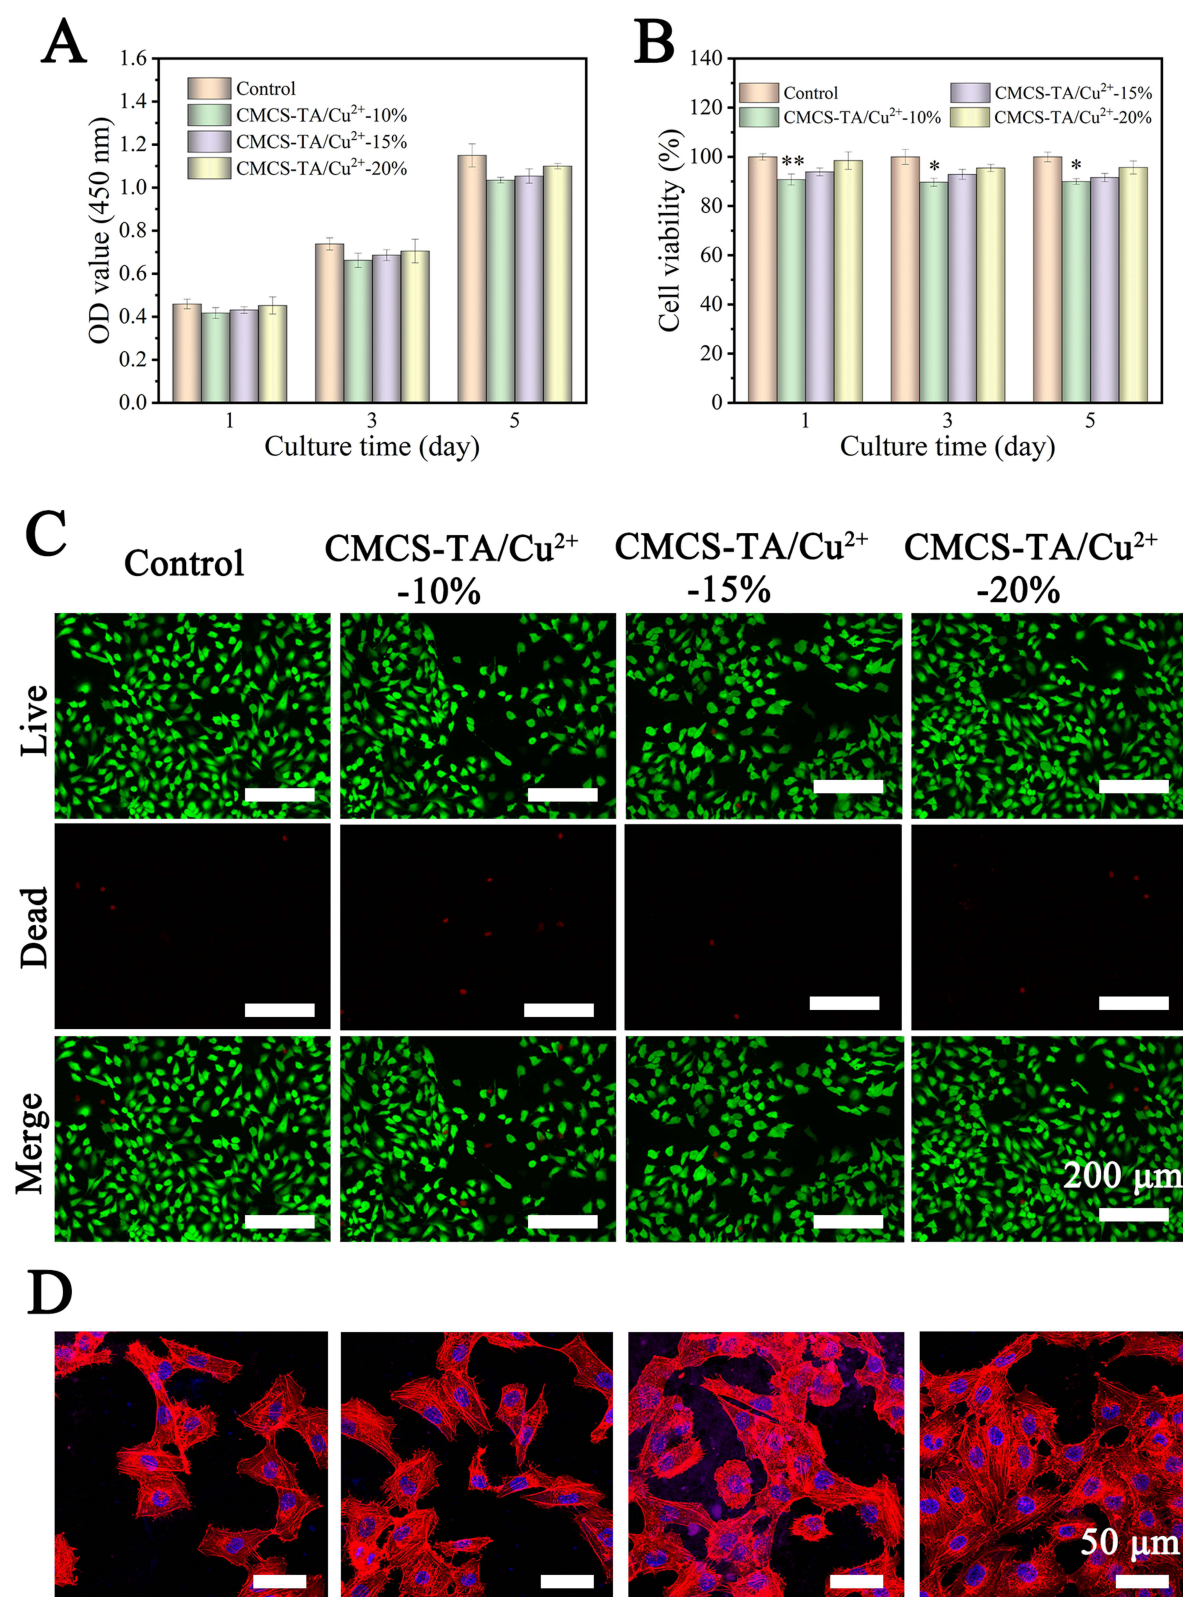 A
OD value (450 nm)
1.6
1.4
1.2
1.0
0.8
0.6
0.4
0.2
0.0
Control
CMCS-TA/Cu²⁺-10%
CMCS-TA/Cu²⁺-15%
CMCS-TA/Cu²⁺-20%
1 3 5
Culture time (day)
B
Cell viability (%)
140
120
100
80
60
40
20
0
Control
CMCS-TA/Cu²⁺-10%
CMCS-TA/Cu²⁺-15%
CMCS-TA/Cu²⁺-20%
** * *
1 3 5
Culture time (day)
C
Control
CMCS-TA/Cu²⁺
-10%
CMCS-TA/Cu²⁺
-15%
CMCS-TA/Cu²⁺
-20%
Live
Dead
Merge
200 μm
D
50 μm